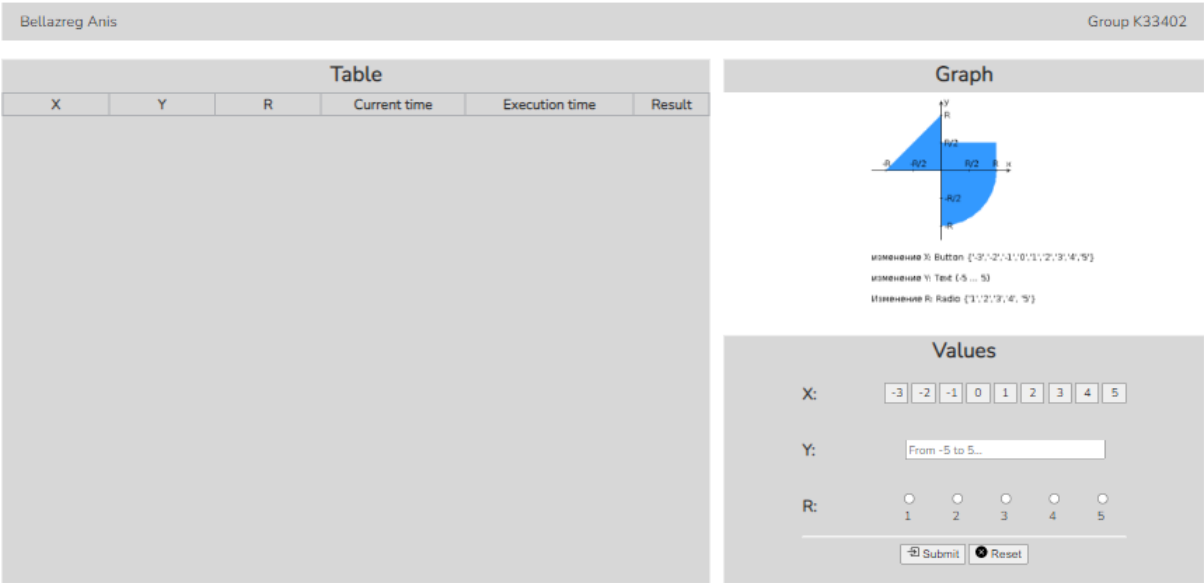 Bellazreg Anis
Group K33402
Table
X Y R Current time Execution time Result
Graph
y
R
R/2
-R -R/2 R/2 R x
-R/2
-R
изменение X: Button {'-3','-2','-1','0','1','2','3','4','5'}
изменение Y: Text (-5 ... 5)
Изменение R: Radio {'1','2','3','4', '5'}
Values
X: -3 -2 -1 0 1 2 3 4 5
Y: From -5 to 5...
R:
1 2 3 4 5
Submit Reset